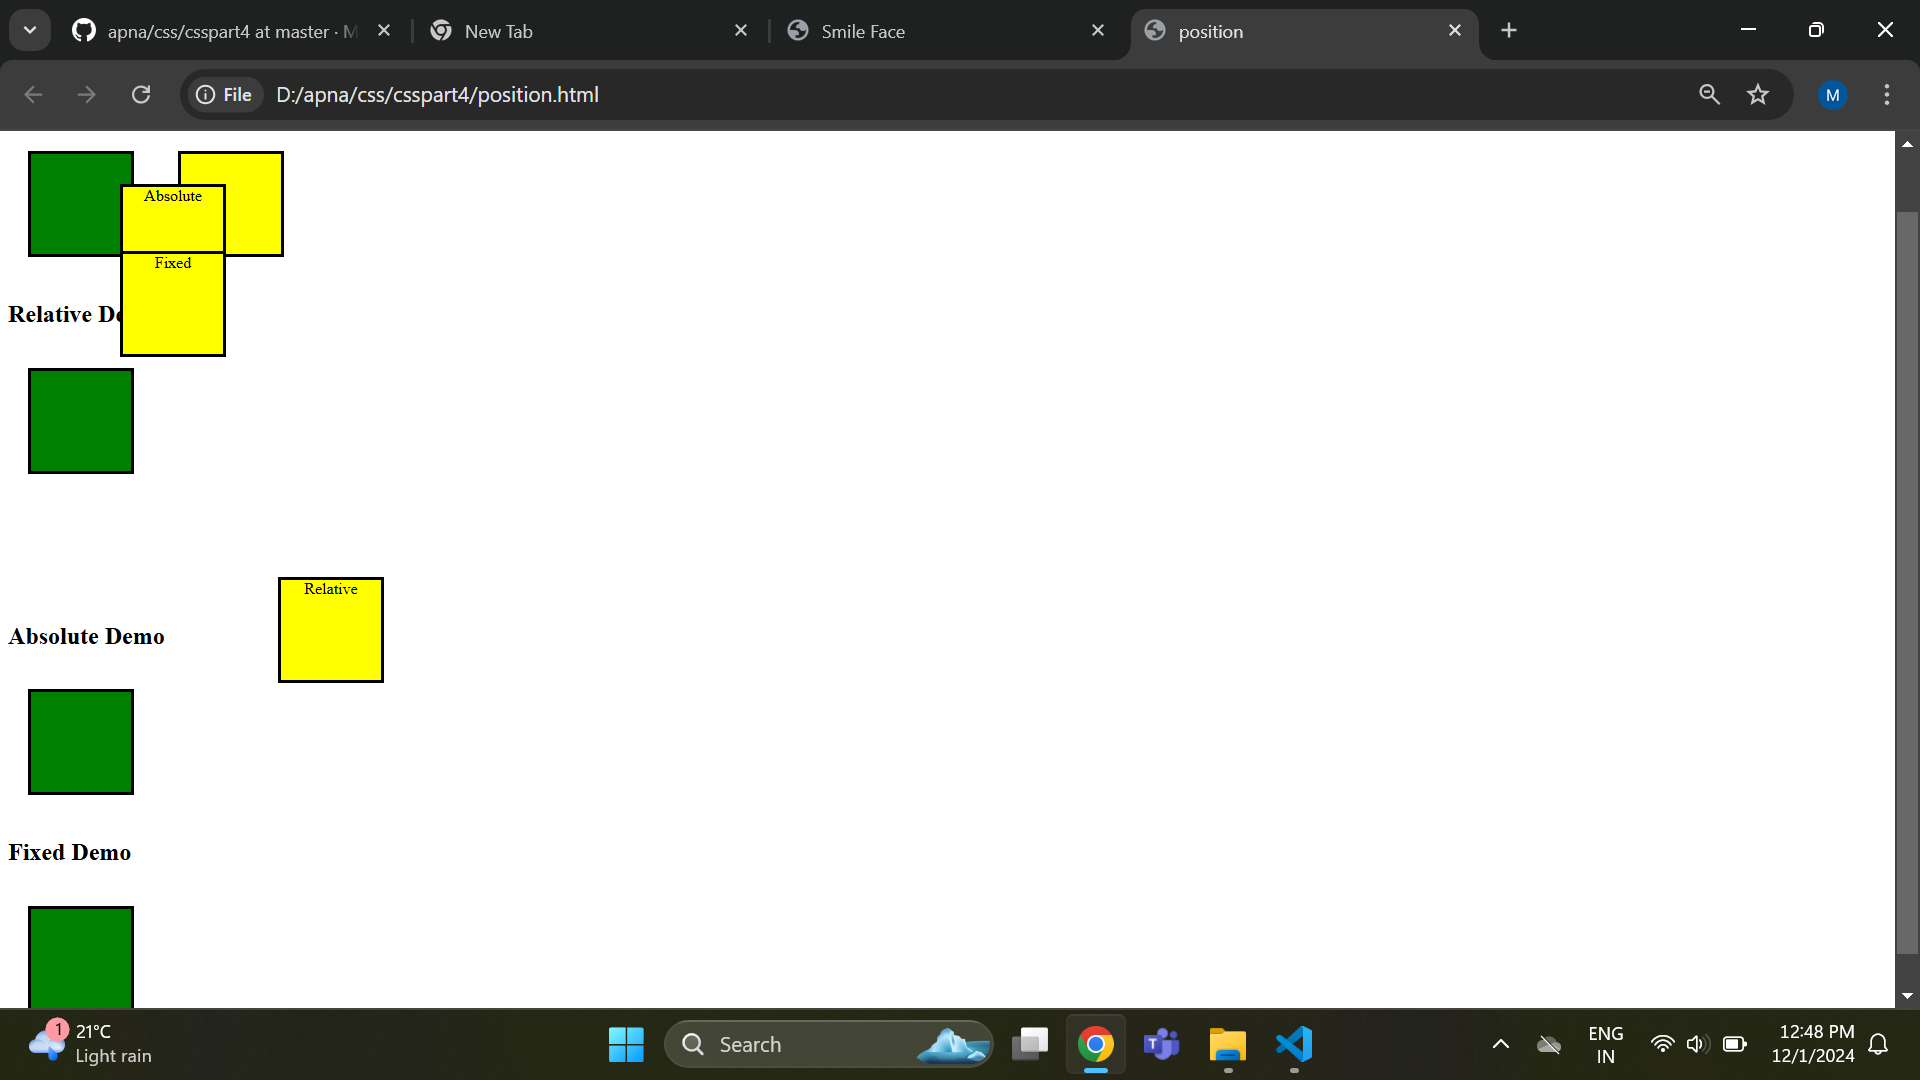 apna/css/csspart4 at master · M
New Tab
Smile Face
position
File
D:/apna/css/csspart4/position.html
M
Absolute
Fixed
Relative De
Relative
Absolute Demo
Fixed Demo
1
21°C
Light rain
Search
ENG
IN
12:48 PM
12/1/2024